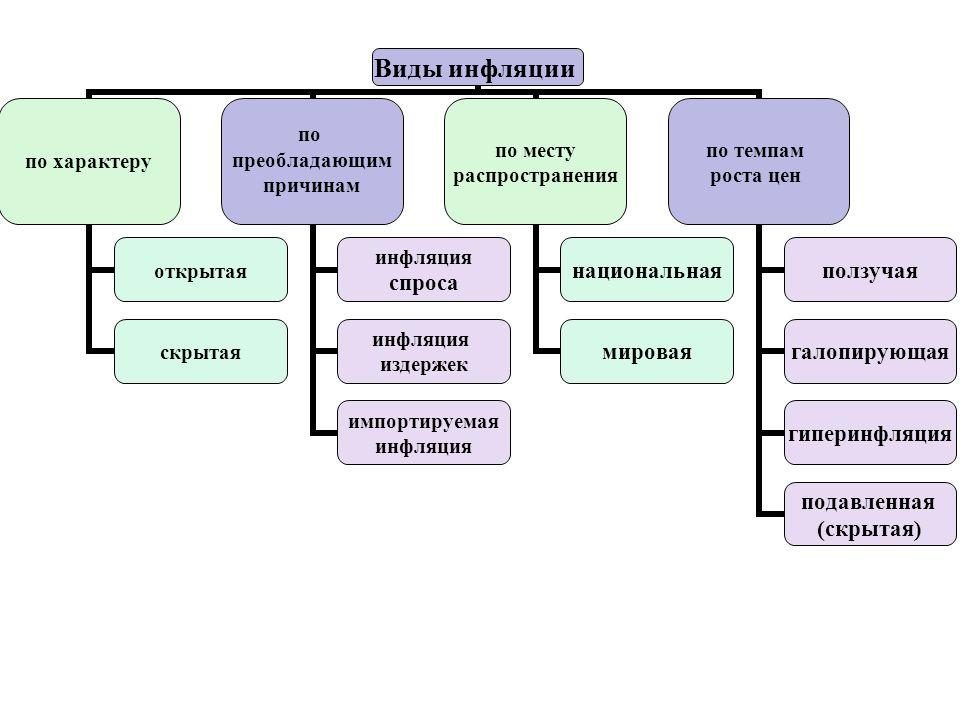 Виды инфляции
по характеру
открытая
скрытая
по
преобладающим
причинам
инфляция
спроса
инфляция
издержек
импортируемая
инфляция
по месту
распространения
национальная
мировая
по темпам
роста цен
ползучая
галопирующая
гиперинфляция
подавленная
(скрытая)